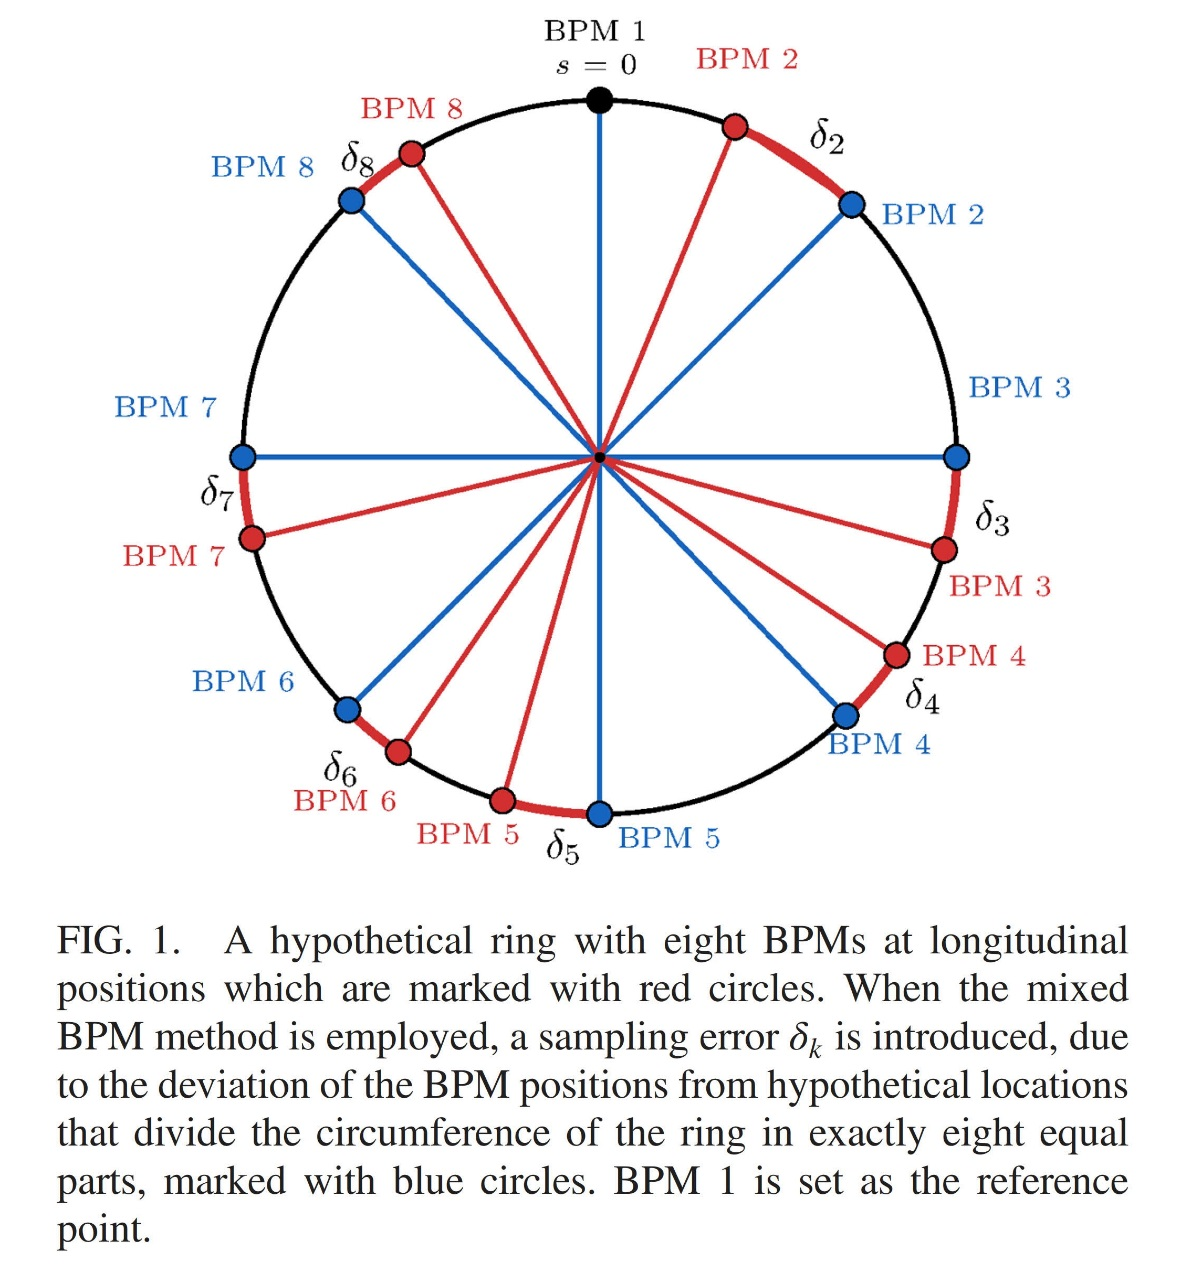 BPM 1
s = 0
BPM 2
BPM 8
δ2
BPM 8
δ8
BPM 2
BPM 3
BPM 7
δ7
δ3
BPM 7
BPM 3
BPM 4
BPM 6
δ4
BPM 4
δ6
BPM 6
BPM 5
δ5
BPM 5
FIG. 1. A hypothetical ring with eight BPMs at longitudinal
positions which are marked with red circles. When the mixed
BPM method is employed, a sampling error δk is introduced, due
to the deviation of the BPM positions from hypothetical locations
that divide the circumference of the ring in exactly eight equal
parts, marked with blue circles. BPM 1 is set as the reference
point.